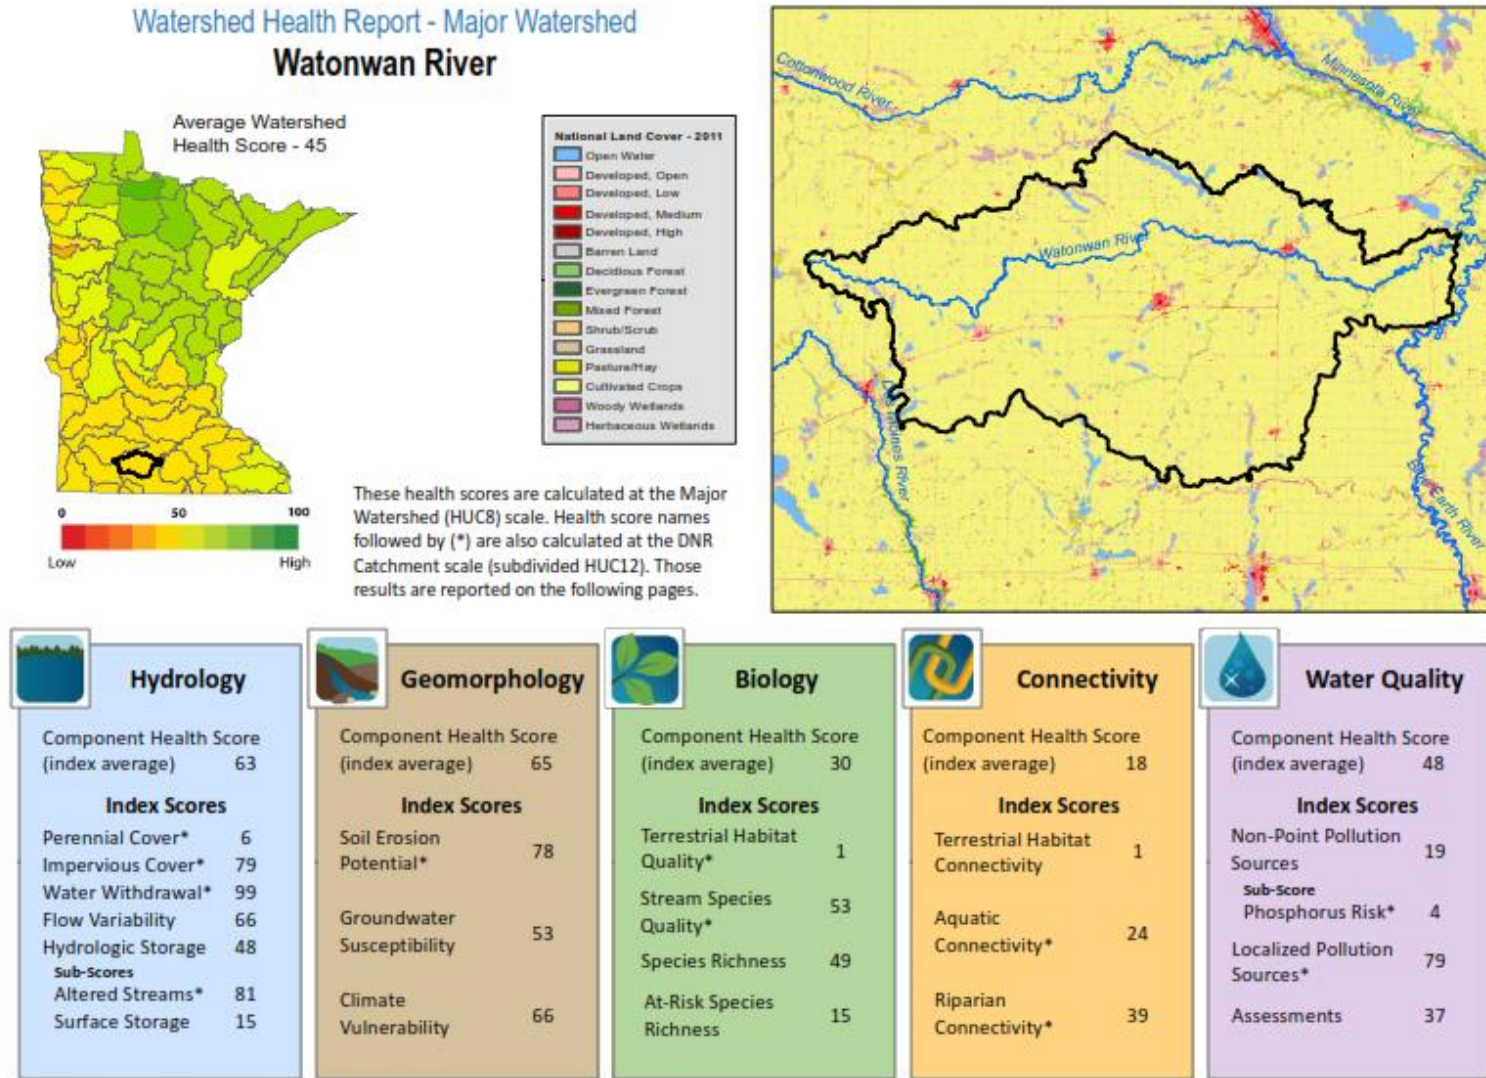 Watershed Health Report - Major Watershed
Watonwan River
Average Watershed
Health Score - 45
0
50
100
Low
High
National Land Cover - 2011
Open Water
Developed, Open
Developed, Low
Developed, Medium
Developed, High
Barren Land
Decidious Forest
Evergreen Forest
Mixed Forest
Shrub/Scrub
Grassland
Pasture/Hay
Cultivated Crops
Woody Wetlands
Herbaceous Wetlands
These health scores are calculated at the Major
Watershed (HUC8) scale. Health score names
followed by (*) are also calculated at the DNR
Catchment scale (subdivided HUC12). Those
results are reported on the following pages.
Cottonwood River
Minnesota River
Watonwan River
Des Moines River
Blue Earth River
Hydrology
Component Health Score
(index average) 63
Index Scores
Perennial Cover* 6
Impervious Cover* 79
Water Withdrawal* 99
Flow Variability 66
Hydrologic Storage 48
Sub-Scores
Altered Streams* 81
Surface Storage 15
Geomorphology
Component Health Score
(index average) 65
Index Scores
Soil Erosion
Potential* 78
Groundwater
Susceptibility 53
Climate
Vulnerability 66
Biology
Component Health Score
(index average) 30
Index Scores
Terrestrial Habitat
Quality* 1
Stream Species
Quality* 53
Species Richness 49
At-Risk Species
Richness 15
Connectivity
Component Health Score
(index average) 18
Index Scores
Terrestrial Habitat
Connectivity 1
Aquatic
Connectivity* 24
Riparian
Connectivity* 39
Water Quality
Component Health Score
(index average) 48
Index Scores
Non-Point Pollution
Sources 19
Sub-Score
Phosphorus Risk* 4
Localized Pollution
Sources* 79
Assessments 37